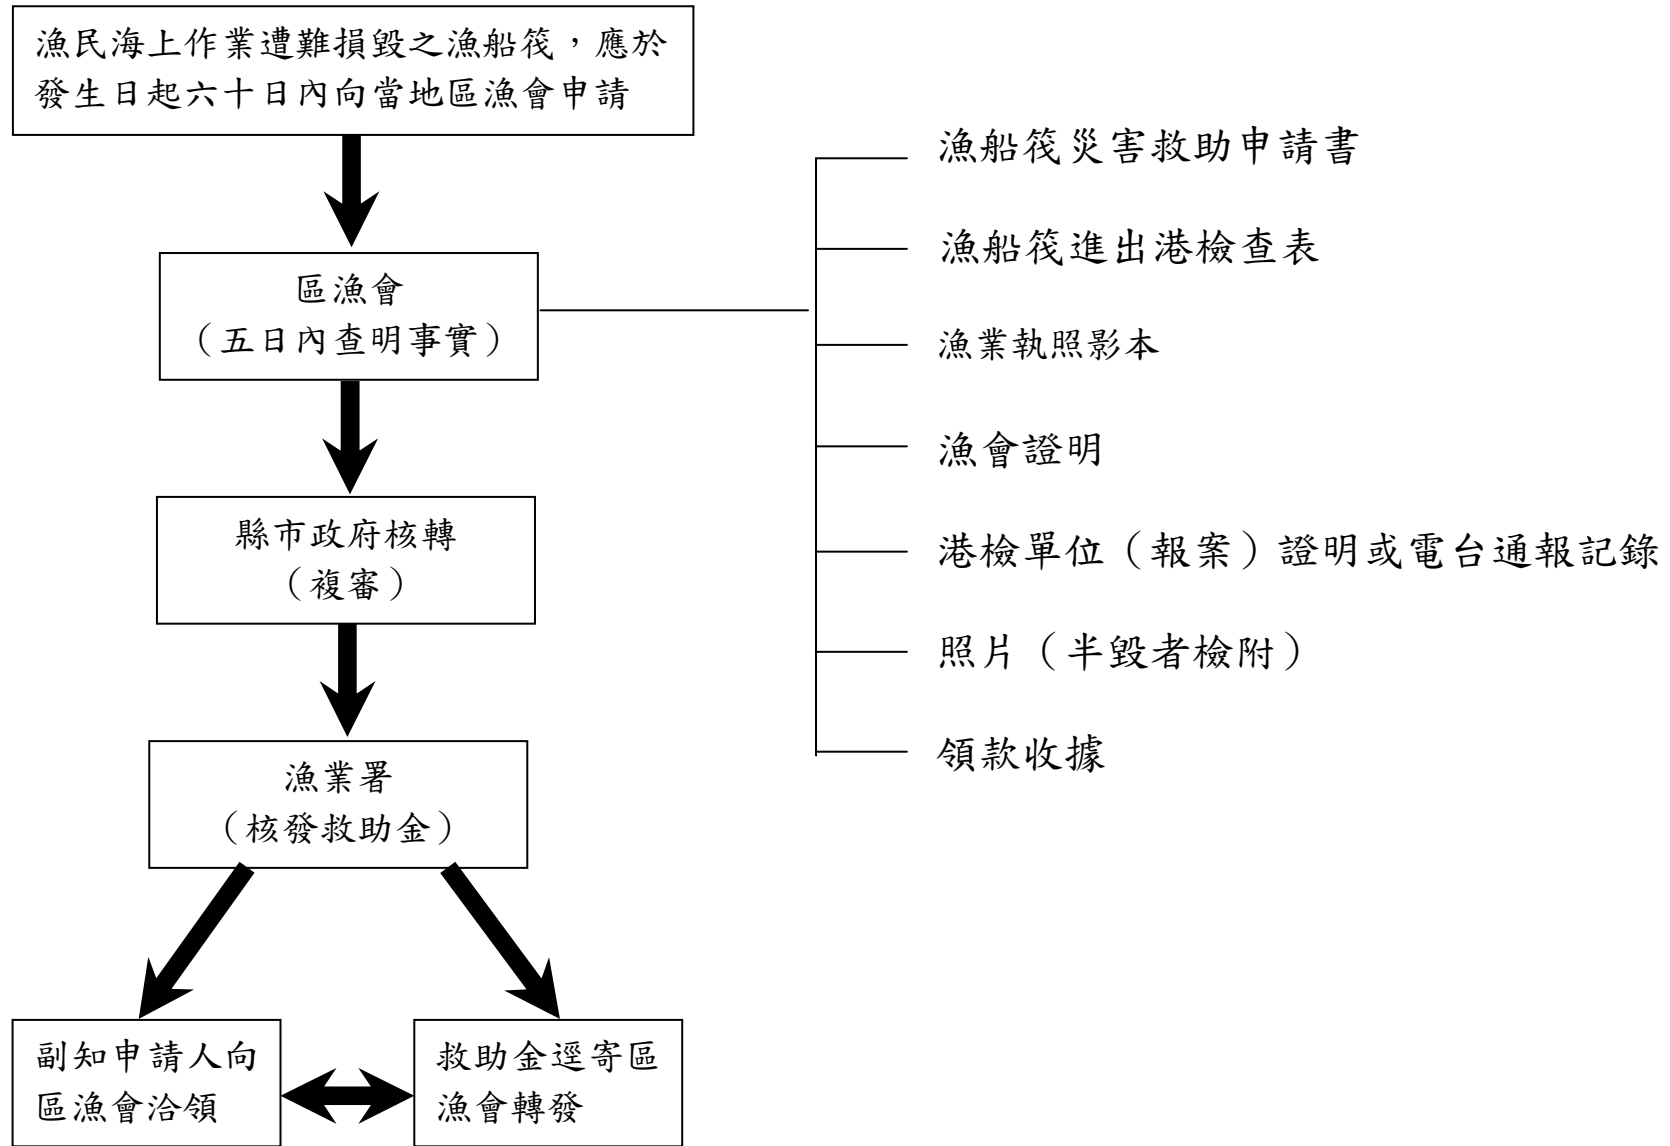 漁民海上作業遭難損毀之漁船筏，應於
發生日起六十日內向當地區漁會申請
區漁會
（五日內查明事實）
縣市政府核轉
（複審）
漁業署
（核發救助金）
副知申請人向
區漁會洽領
救助金逕寄區
漁會轉發
漁船筏災害救助申請書
漁船筏進出港檢查表
漁業執照影本
漁會證明
港檢單位（報案）證明或電台通報記錄
照片（半毀者檢附）
領款收據